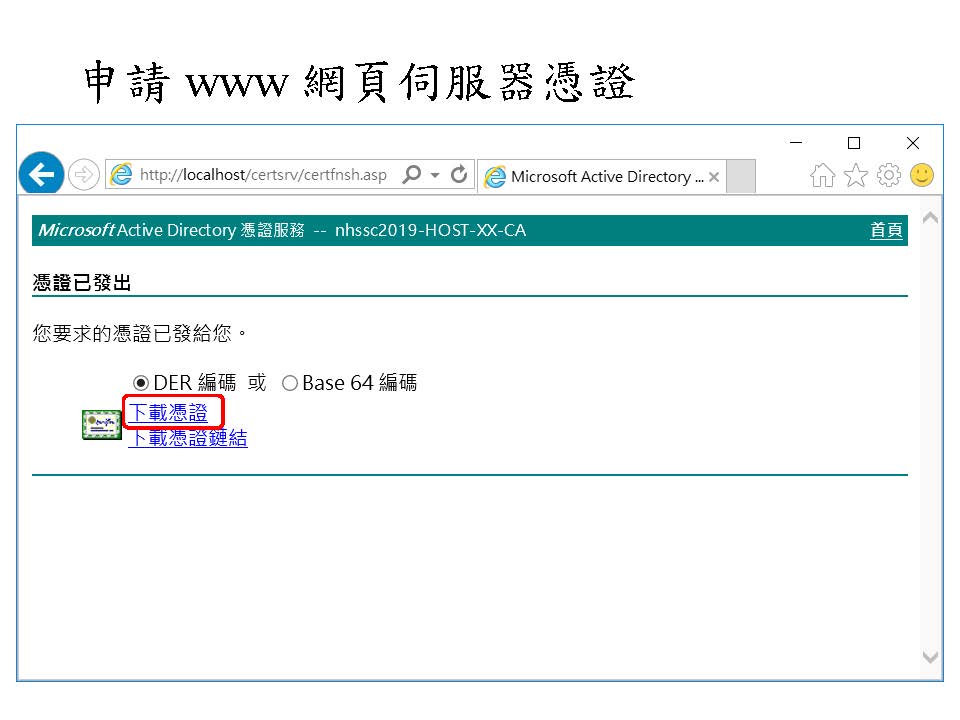 申請 www 網頁伺服器憑證
http://localhost/certsrv/certfnsh.asp
Microsoft Active Directory ...
Microsoft Active Directory 憑證服務 -- nhssc2019-HOST-XX-CA 首頁
憑證已發出
您要求的憑證已發給您。
DER 編碼 或 Base 64 編碼
下載憑證
下載憑證鏈結